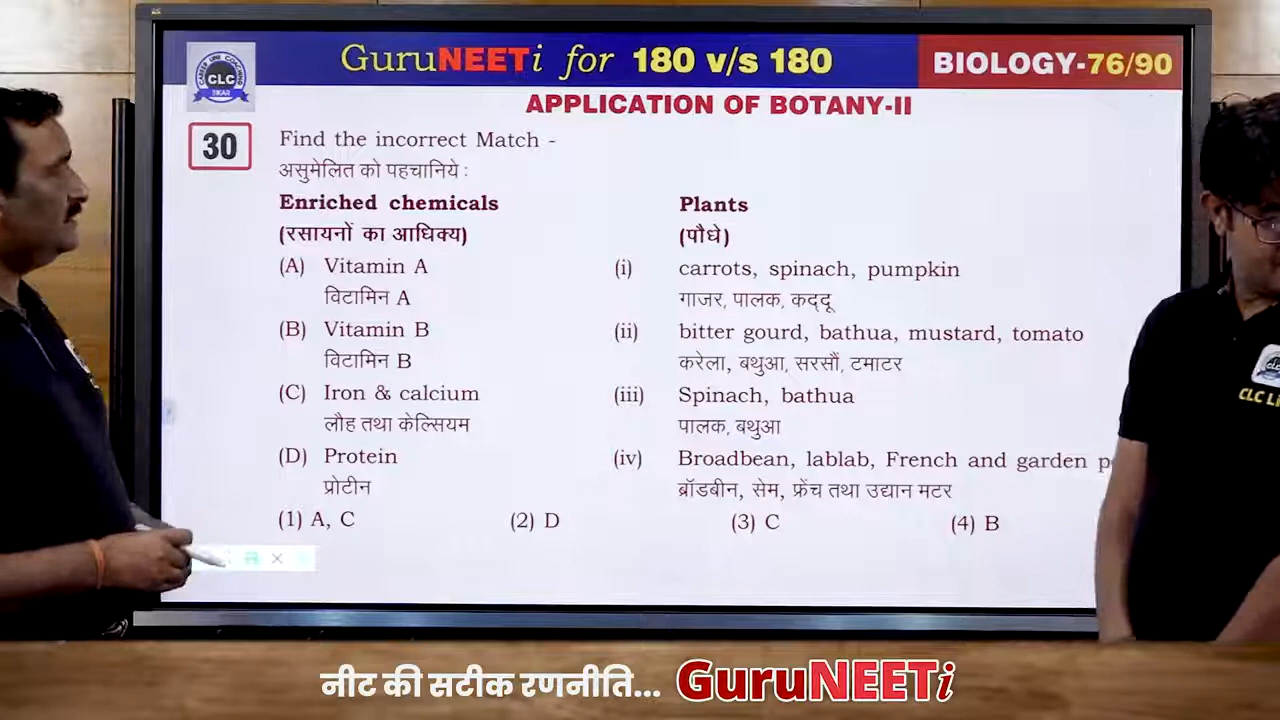 GuruNEETi for 180 v/s 180
BIOLOGY-76/90
CLC
APPLICATION OF BOTANY-II
30
Find the incorrect Match -
असुमेलित को पहचानिये :
Enriched chemicals Plants
(रसायनों का आधिक्य) (पौधे)
(A) Vitamin A (i) carrots, spinach, pumpkin
विटामिन A गाजर, पालक, कद्दू
(B) Vitamin B (ii) bitter gourd, bathua, mustard, tomato
विटामिन B करेला, बथुआ, सरसौं, टमाटर
(C) Iron & calcium (iii) Spinach, bathua
लौह तथा केल्सियम पालक, बथुआ
(D) Protein (iv) Broadbean, lablab, French and garden
प्रोटीन ब्रॉडबीन, सेम, फ्रेंच तथा उद्यान मटर
(1) A, C (2) D (3) C (4) B
CLC
नीट की सटीक रणनीति... GuruNEETi